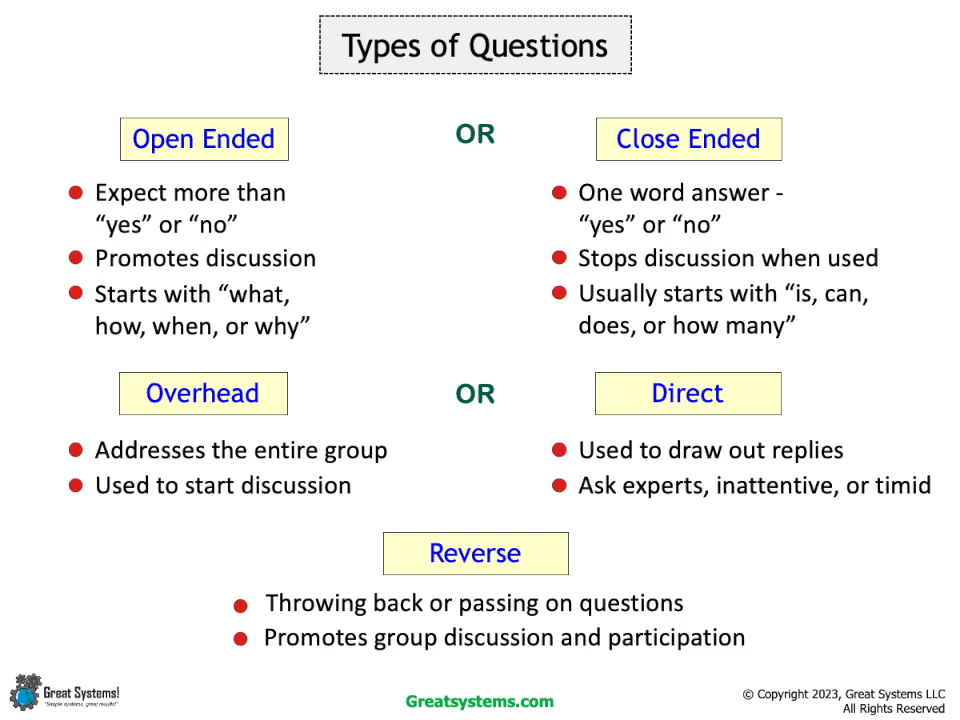 Types of Questions
Open Ended
OR
Close Ended
Expect more than
“yes” or “no”
Promotes discussion
Starts with “what,
how, when, or why”
One word answer -
“yes” or “no”
Stops discussion when used
Usually starts with “is, can,
does, or how many”
Overhead
OR
Direct
Addresses the entire group
Used to start discussion
Used to draw out replies
Ask experts, inattentive, or timid
Reverse
Throwing back or passing on questions
Promotes group discussion and participation
Great Systems!
"Simple systems, great results!"
Greatsystems.com
© Copyright 2023, Great Systems LLC
All Rights Reserved